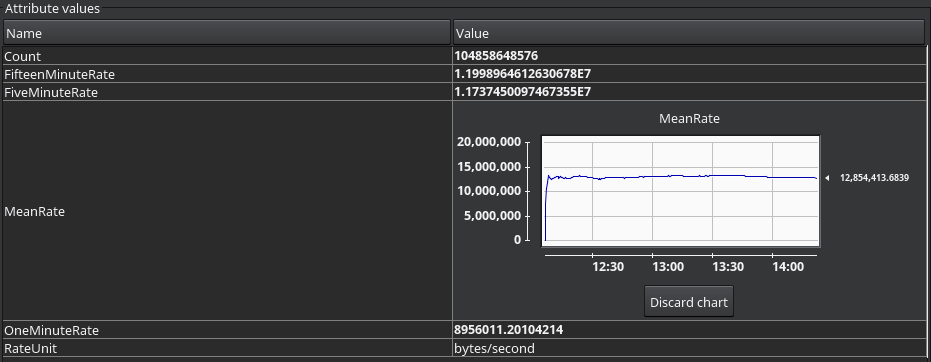 Attribute values
Name Value
Count 104858648576
FifteenMinuteRate 1.1998964612630678E7
FiveMinuteRate 1.1737450097467355E7
MeanRate
MeanRate
20,000,000
15,000,000
10,000,000
5,000,000
0
12,854,413.6839
12:30 13:00 13:30 14:00
Discard chart
OneMinuteRate 8956011.20104214
RateUnit bytes/second